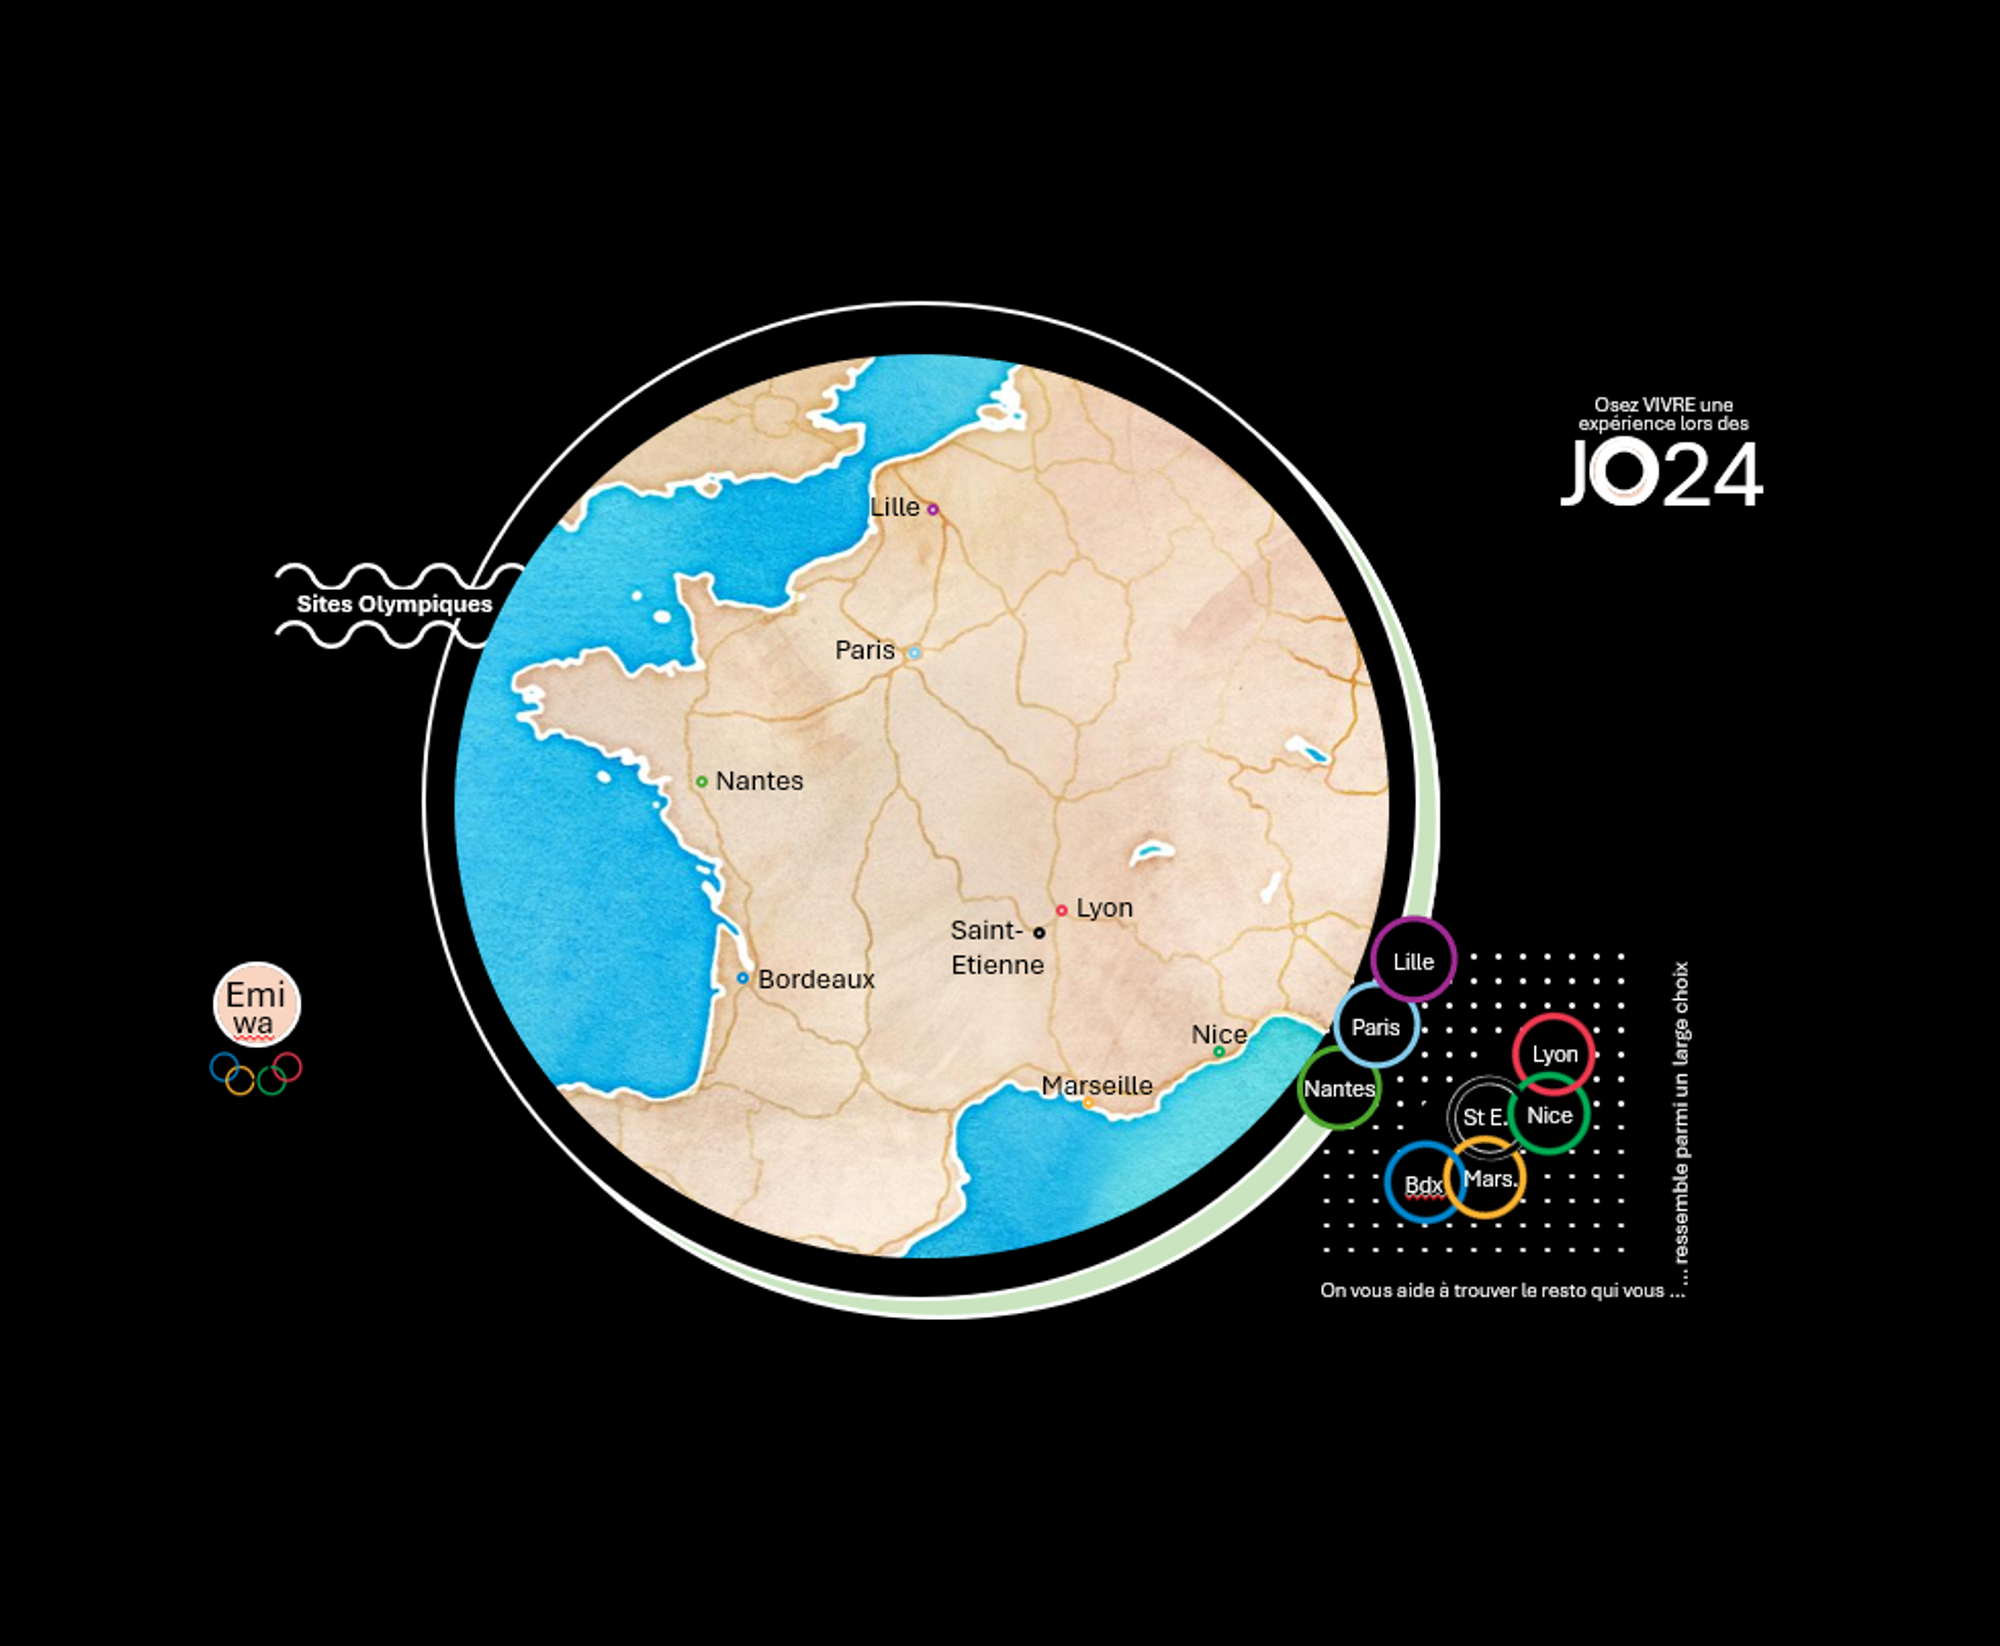 Osez VIVRE une
expérience lors des
JO24
Sites Olympiques
Lille
Paris
Nantes
Lyon
Saint-
Etienne
Bordeaux
Nice
Marseille
Emi
wa
Lille
Paris
Nantes
Lyon
St E.
Nice
Bdx
Mars.
On vous aide à trouver le resto qui vous ...
... ressemble parmi un large choix